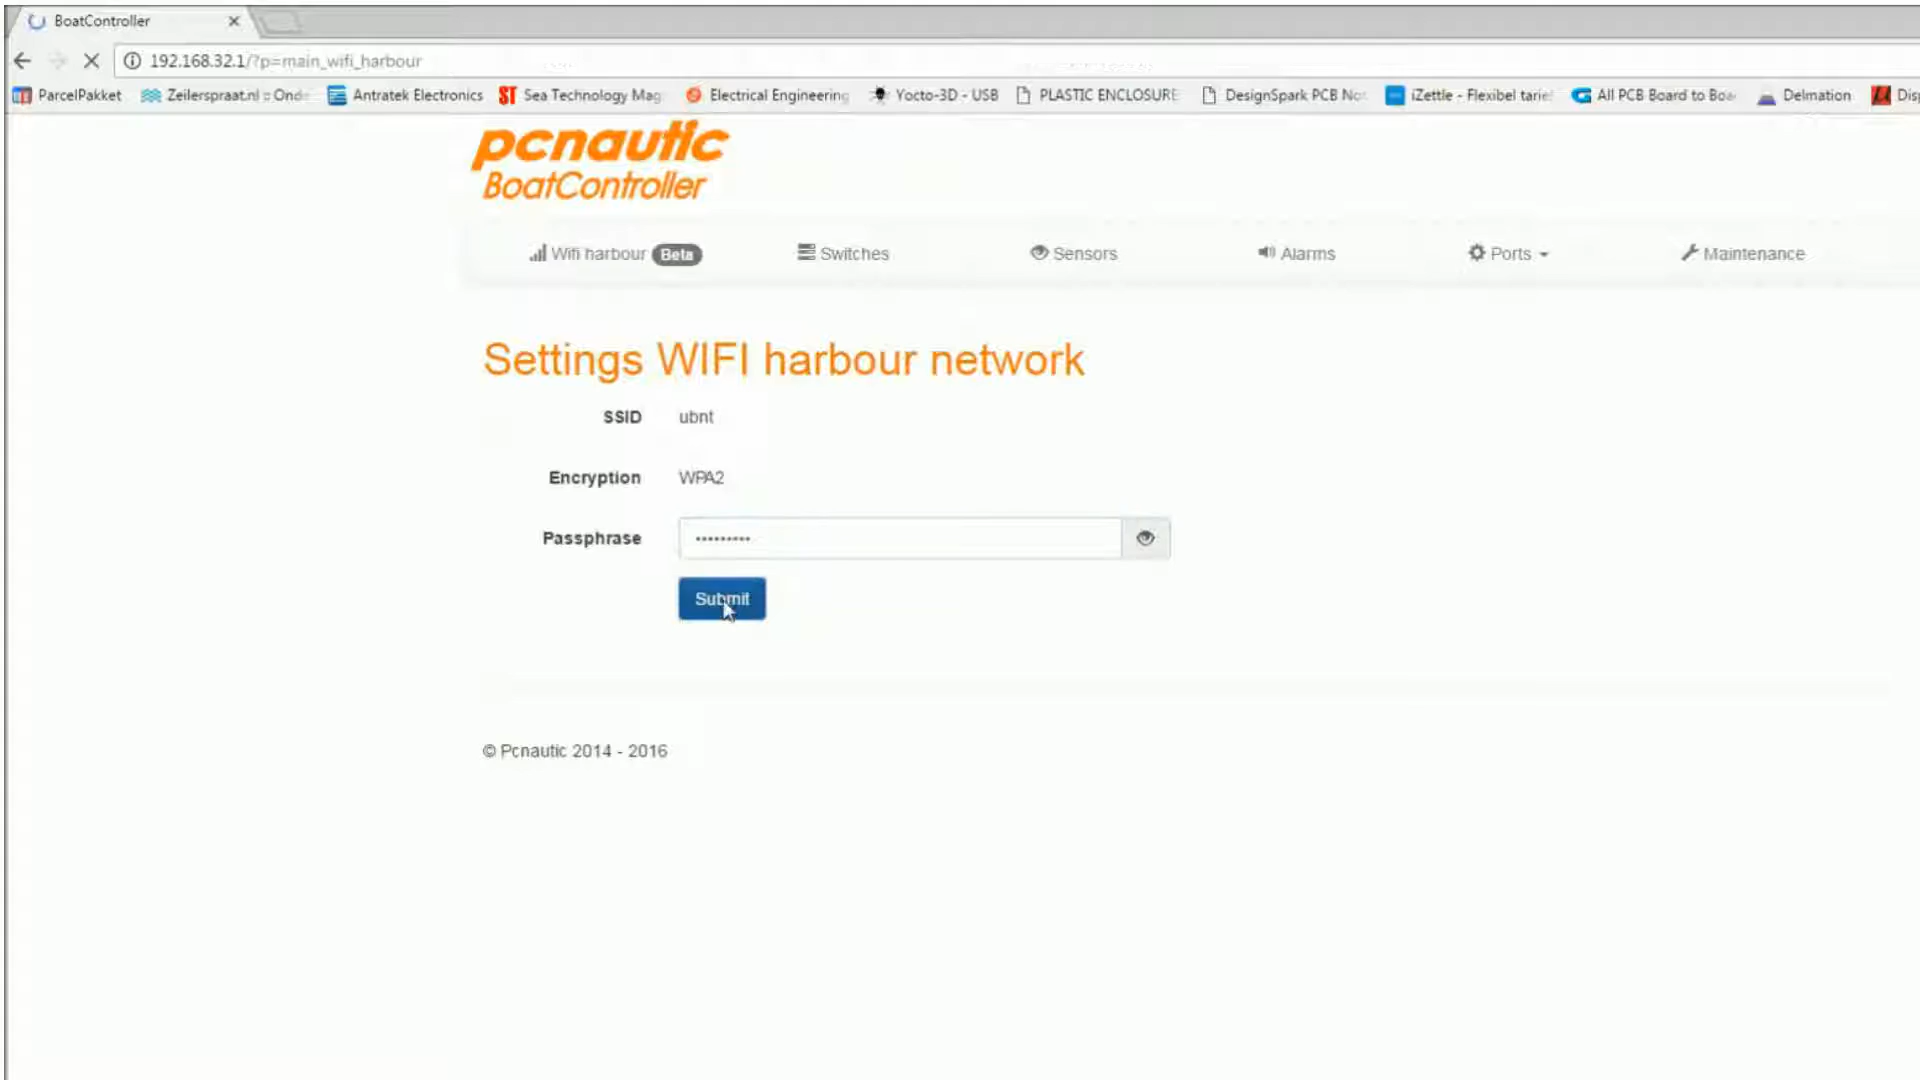 BoatController
192.168.32.1/?p=main_wifi_harbour
ParcelPakket Zeilerspraat.nl :: Onde Antratek Electronics ST Sea Technology Mag Electrical Engineering Yocto-3D - USB PLASTIC ENCLOSURE DesignSpark PCB No iZettle - Flexibel tarie All PCB Board to Boa Delmation Dis
pcnautic
BoatController
Wifi harbour Beta Switches Sensors Alarms Ports Maintenance
Settings WIFI harbour network
SSID ubnt
Encryption WPA2
Passphrase •••••••••
Submit
© Pcnautic 2014 - 2016